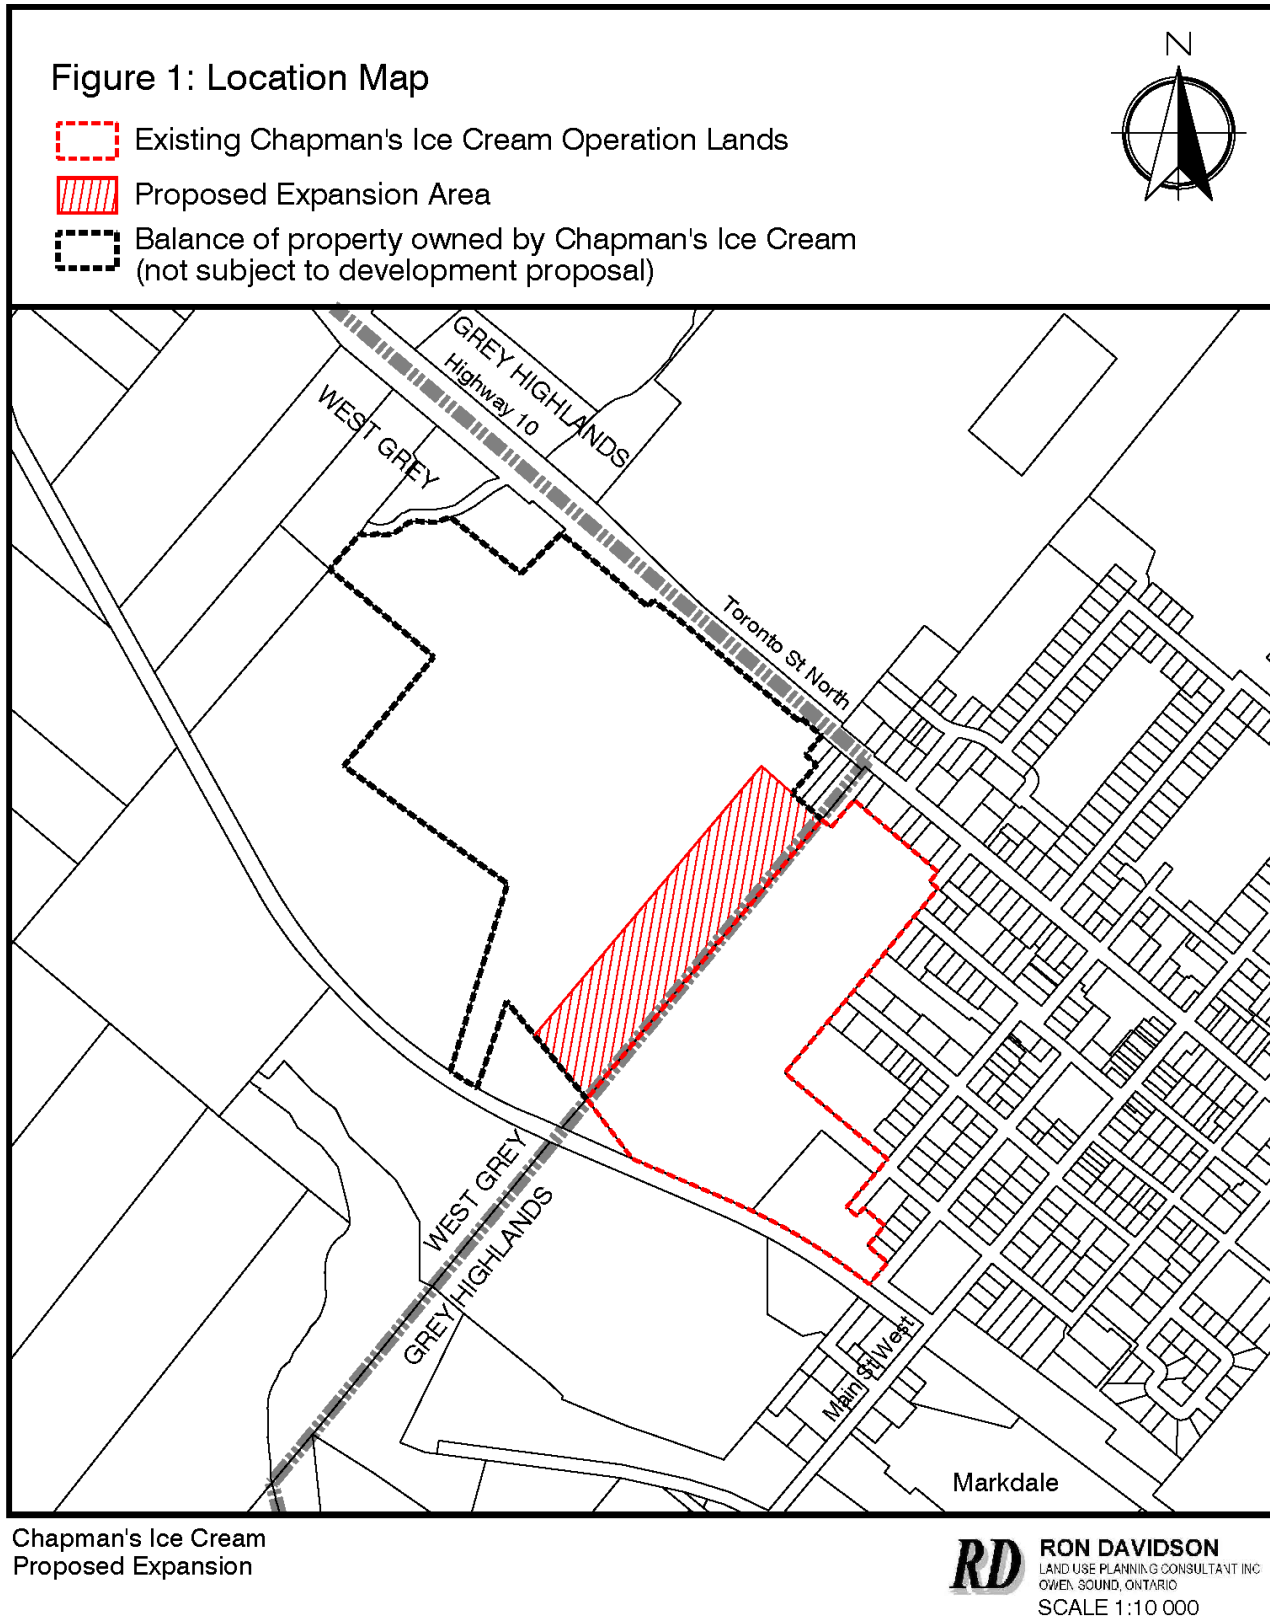 N
Figure 1: Location Map
Existing Chapman's Ice Cream Operation Lands
Proposed Expansion Area
Balance of property owned by Chapman's Ice Cream
(not subject to development proposal)
GREY HIGHLANDS
Highway 10
WEST GREY
Toronto St North
WEST GREY
GREY HIGHLANDS
Main St West
Markdale
Chapman's Ice Cream
Proposed Expansion
RD
RON DAVIDSON
LAND USE PLANNING CONSULTANT INC
OWEN SOUND, ONTARIO
SCALE 1:10 000